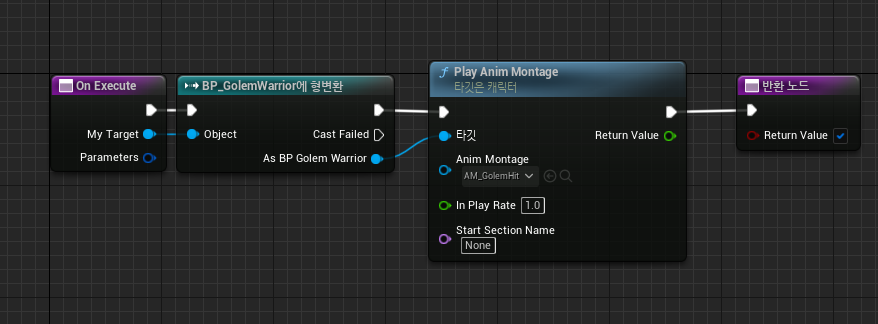 On Execute
My Target
Parameters
BP_GolemWarrior에 형변환
Object
Cast Failed
As BP Golem Warrior
f Play Anim Montage
타깃은 캐릭터
타깃
Return Value
Anim Montage
AM_GolemHit
In Play Rate 1.0
Start Section Name
None
반환 노드
Return Value